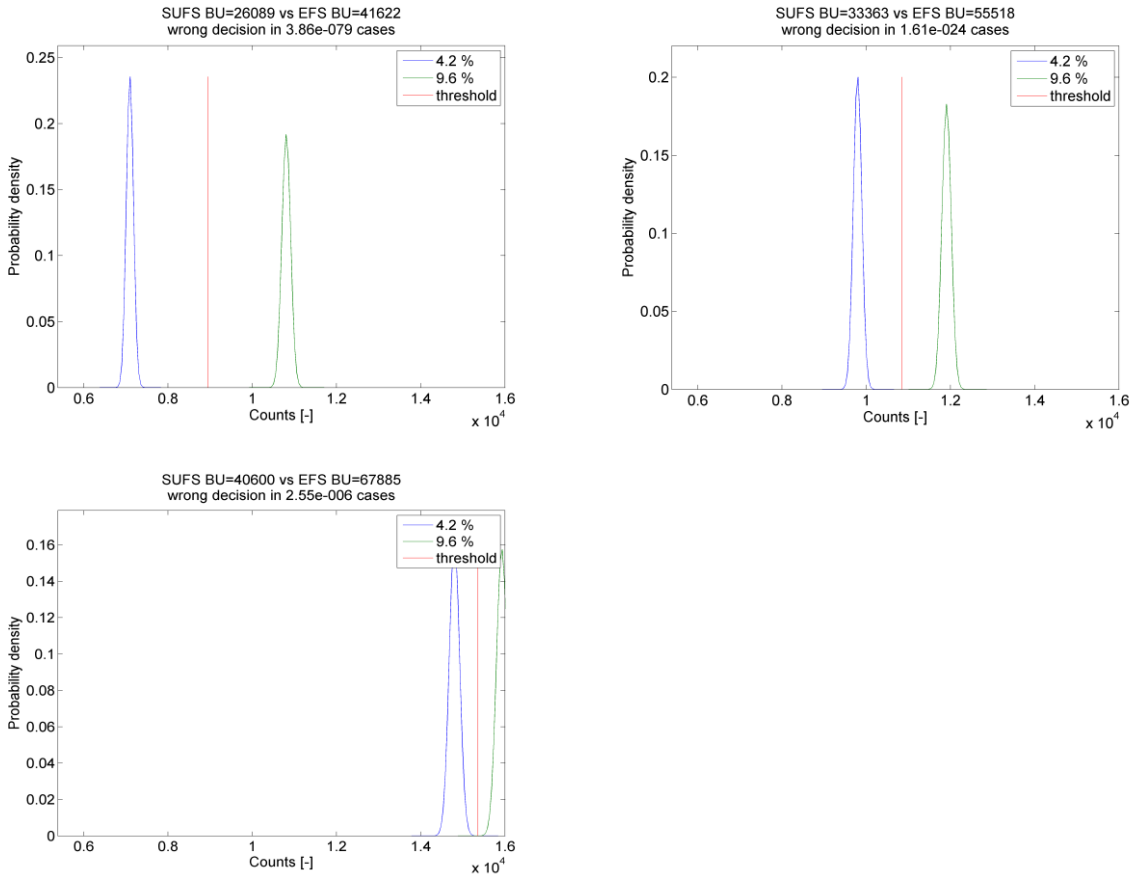 SUFS BU=26089 vs EFS BU=41622
wrong decision in 3.86e-079 cases
0.25
0.2
0.15
0.1
0.05
0
Probability density
4.2 %
9.6 %
threshold
0.6
0.8
1
1.2
1.4
1.6
Counts [-]
x 10^4
SUFS BU=33363 vs EFS BU=55518
wrong decision in 1.61e-024 cases
0.2
0.15
0.1
0.05
0
Probability density
4.2 %
9.6 %
threshold
0.6
0.8
1
1.2
1.4
1.6
Counts [-]
x 10^4
SUFS BU=40600 vs EFS BU=67885
wrong decision in 2.55e-006 cases
0.16
0.14
0.12
0.1
0.08
0.06
0.04
0.02
0
Probability density
4.2 %
9.6 %
threshold
0.6
0.8
1
1.2
1.4
1.6
Counts [-]
x 10^4